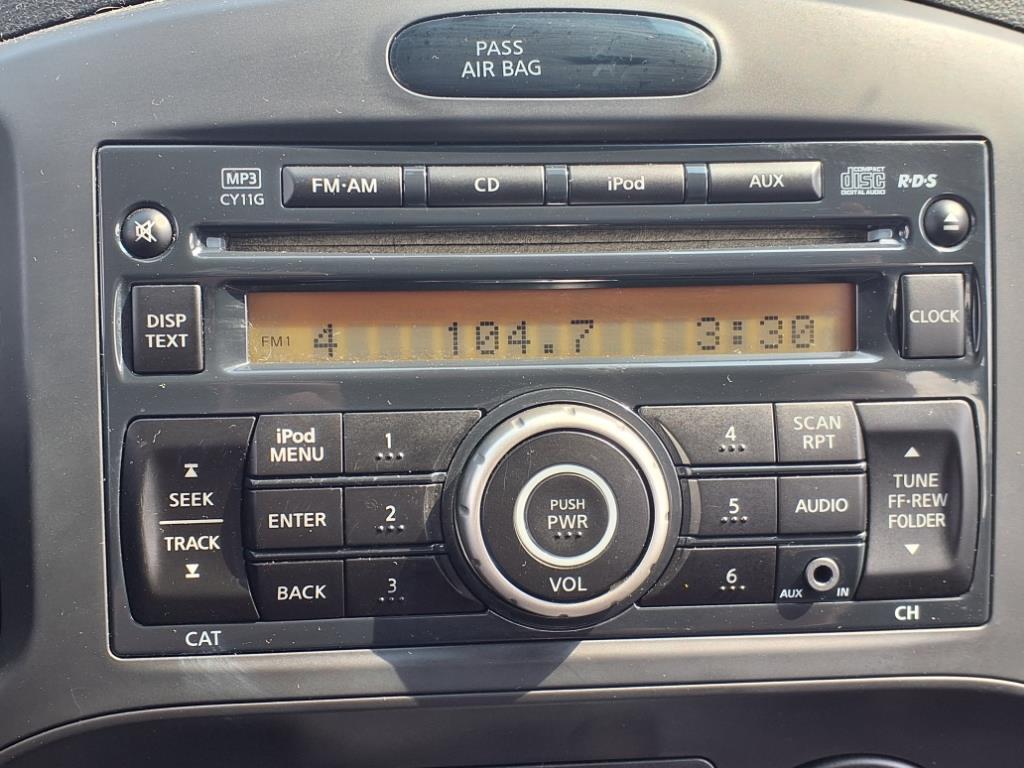 PASS
AIR BAG
MP3
CY11G
FM·AM
CD
iPod
AUX
COMPACT
disc
DIGITAL AUDIO
R·D·S
DISP
TEXT
FM1 4 104.7 3:30
CLOCK
SEEK
TRACK
CAT
iPod
MENU
ENTER
BACK
1
2
3
PUSH
PWR
VOL
4
5
6
SCAN
RPT
AUDIO
AUX IN
TUNE
FF·REW
FOLDER
CH